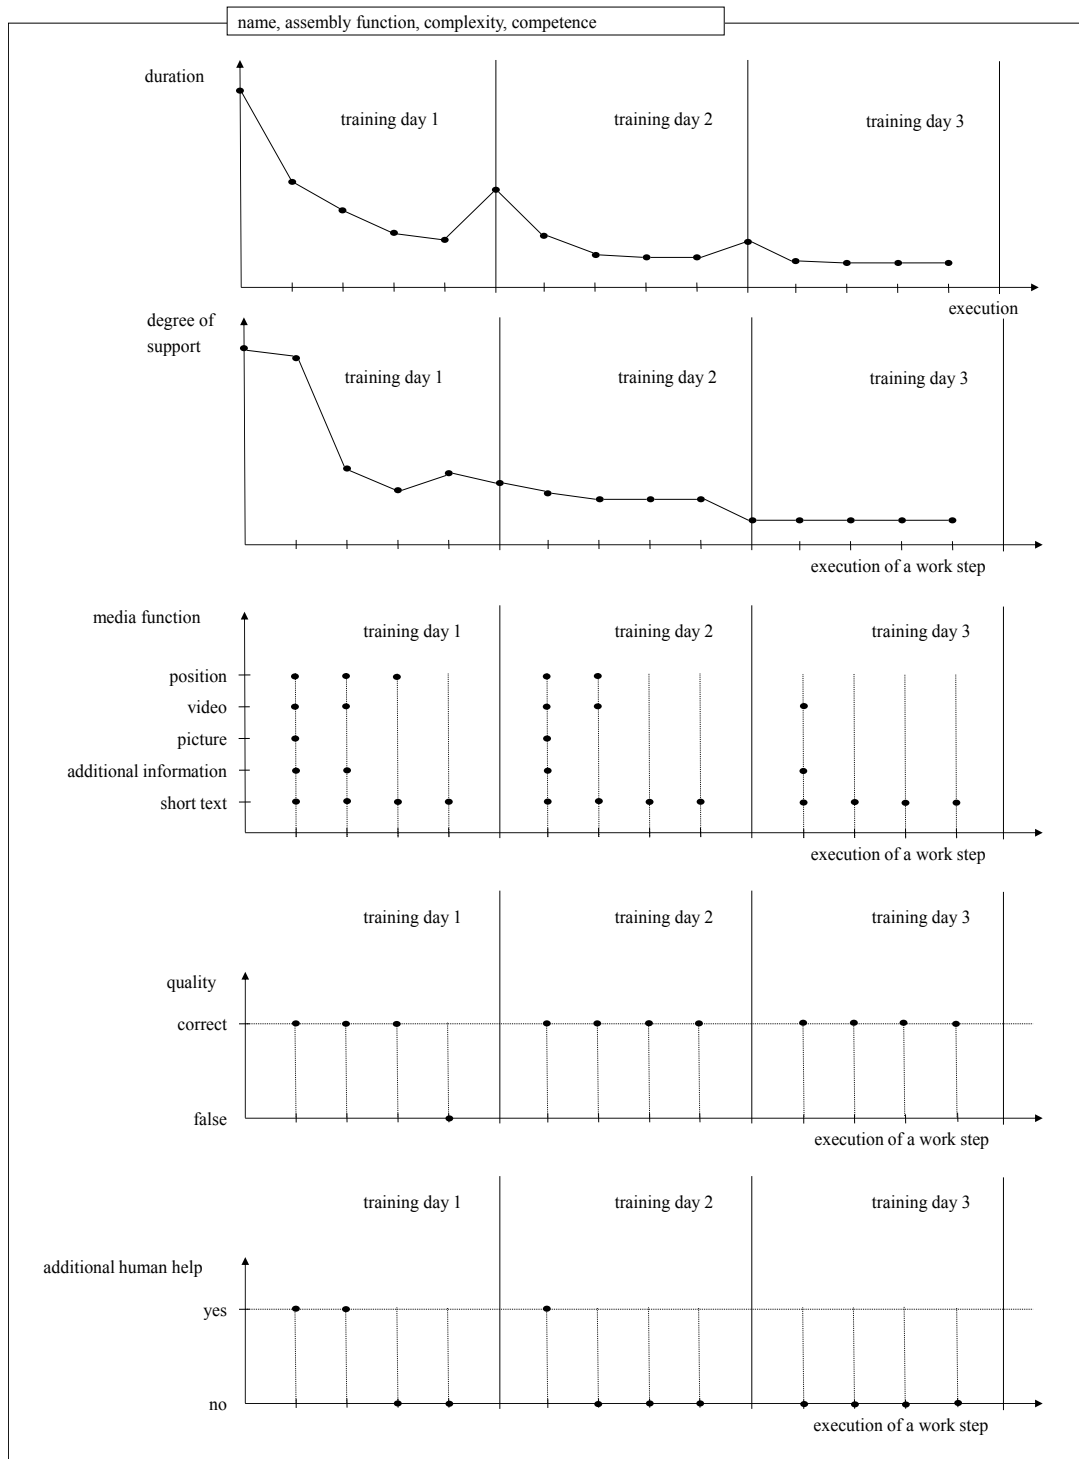 name, assembly function, complexity, competence
duration
training day 1
training day 2
training day 3
execution
degree of
support
training day 1
training day 2
training day 3
execution of a work step
media function
training day 1
training day 2
training day 3
position
video
picture
additional information
short text
execution of a work step
training day 1
training day 2
training day 3
quality
correct
false
execution of a work step
training day 1
training day 2
training day 3
additional human help
yes
no
execution of a work step